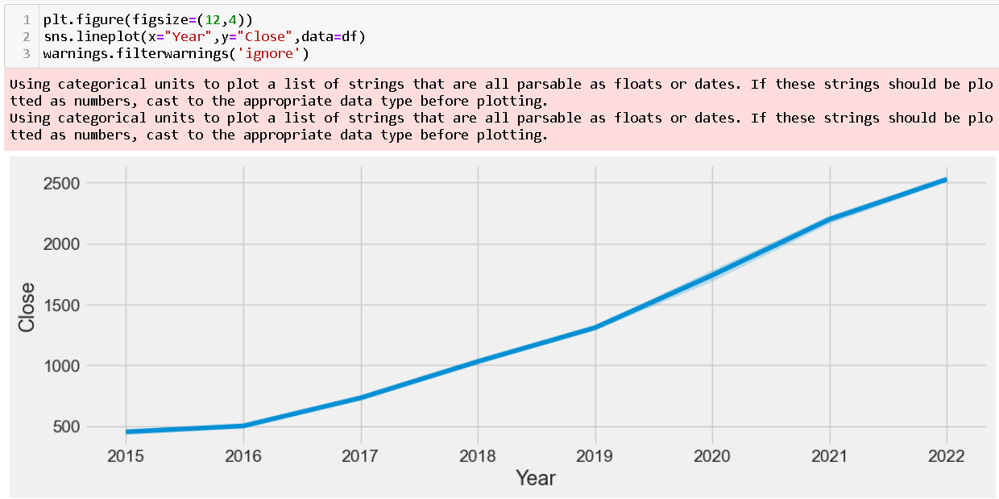 1 plt.figure(figsize=(12,4))
2 sns.lineplot(x="Year",y="Close",data=df)
3 warnings.filterwarnings('ignore')
Using categorical units to plot a list of strings that are all parsable as floats or dates. If these strings should be plo
tted as numbers, cast to the appropriate data type before plotting.
Using categorical units to plot a list of strings that are all parsable as floats or dates. If these strings should be plo
tted as numbers, cast to the appropriate data type before plotting.
2500
2000
1500
1000
500
Close
2015 2016 2017 2018 2019 2020 2021 2022
Year